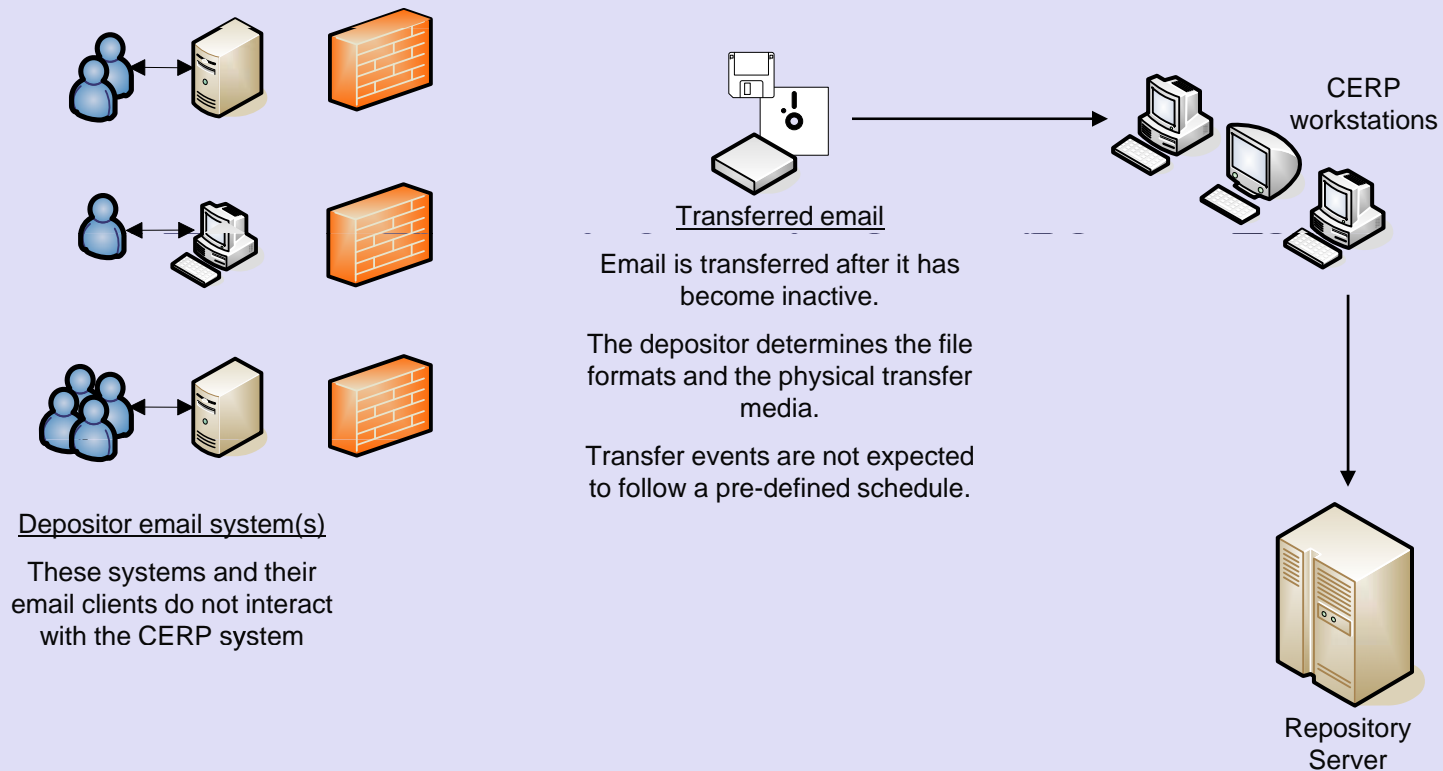 CERP
workstations
Transferred email
Email is transferred after it has
become inactive.
The depositor determines the file
formats and the physical transfer
media.
Transfer events are not expected
to follow a pre-defined schedule.
Depositor email system(s)
These systems and their
email clients do not interact
with the CERP system
Repository
Server